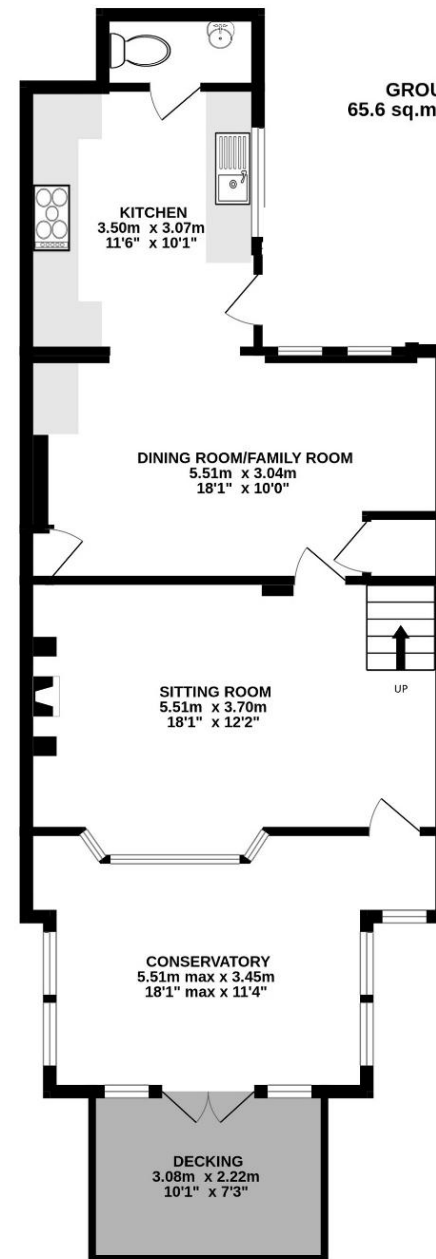 GROU
65.6 sq.m
KITCHEN
3.50m x 3.07m
11'6" x 10'1"
DINING ROOM/FAMILY ROOM
5.51m x 3.04m
18'1" x 10'0"
SITTING ROOM
5.51m x 3.70m
18'1" x 12'2"
UP
CONSERVATORY
5.51m max x 3.45m
18'1" max x 11'4"
DECKING
3.08m x 2.22m
10'1" x 7'3"